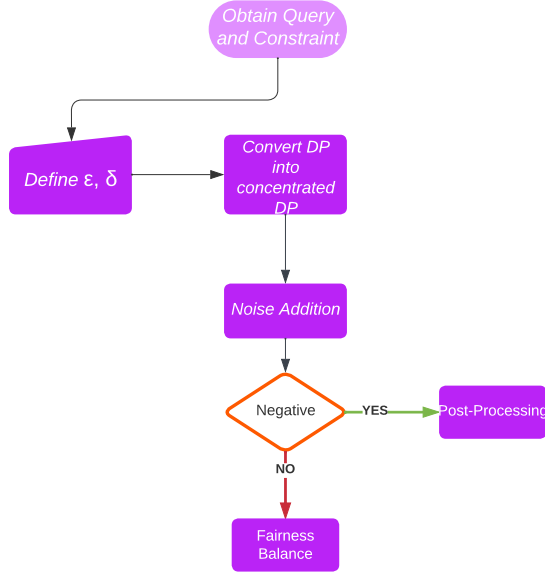 Obtain Query
and Constraint
Define ε, δ
Convert DP
into
concentrated
DP
Noise Addition
Negative
YES
Post-Processing
NO
Fairness
Balance